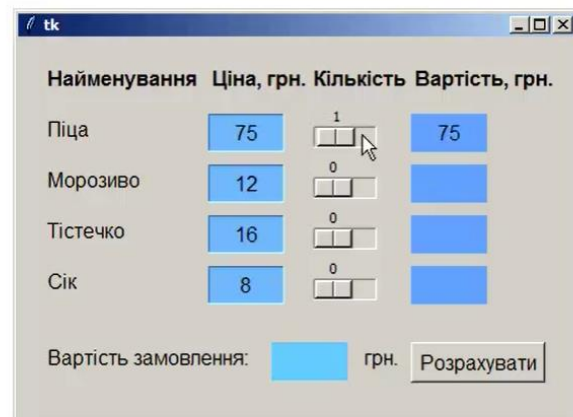 tk
Найменування Ціна, грн. Кількість Вартість, грн.
Піца 75 1 75
Морозиво 12 0
Тістечко 16 0
Сік 8 0
Вартість замовлення: грн. Розрахувати